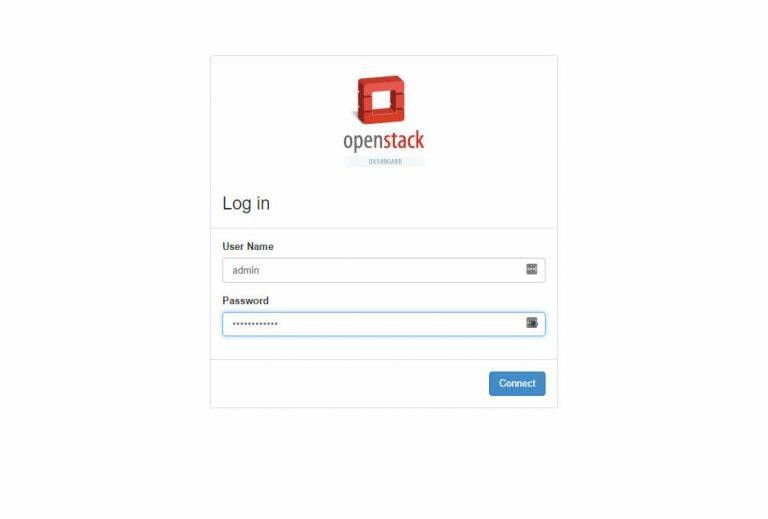 openstack
DASHBOARD
Log in
User Name
admin
Password
••••••••••••
Connect